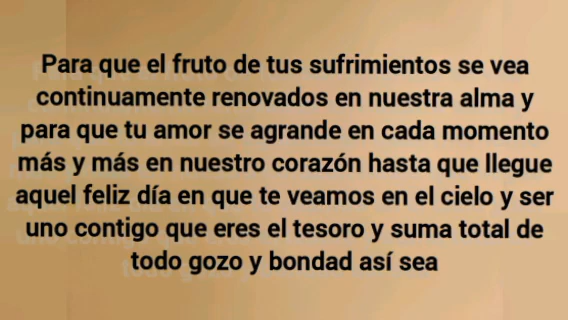 Para que el fruto de tus sufrimientos se vea
continuamente renovados en nuestra alma y
para que tu amor se agrande en cada momento
más y más en nuestro corazón hasta que llegue
aquel feliz día en que te veamos en el cielo y ser
uno contigo que eres el tesoro y suma total de
todo gozo y bondad así sea